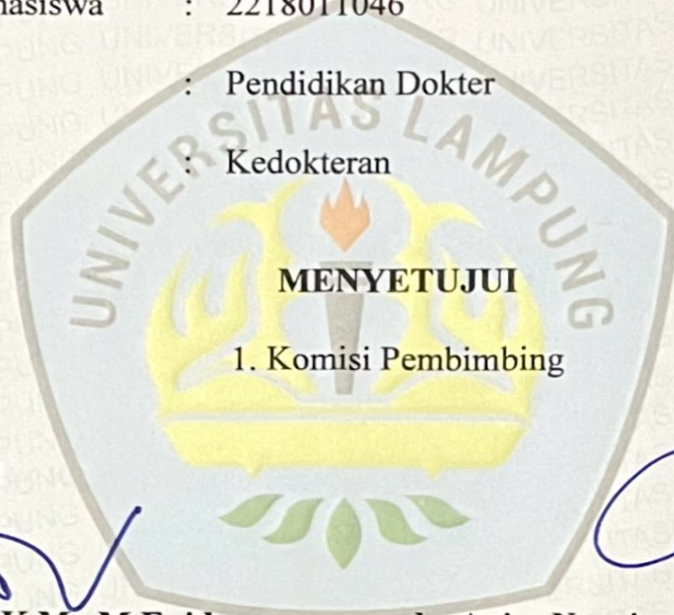 : 2218011046
: Pendidikan Dokter
: Kedokteran
UNIVERSITAS LAMPUNG
MENYETUJUI
1. Komisi Pembimbing